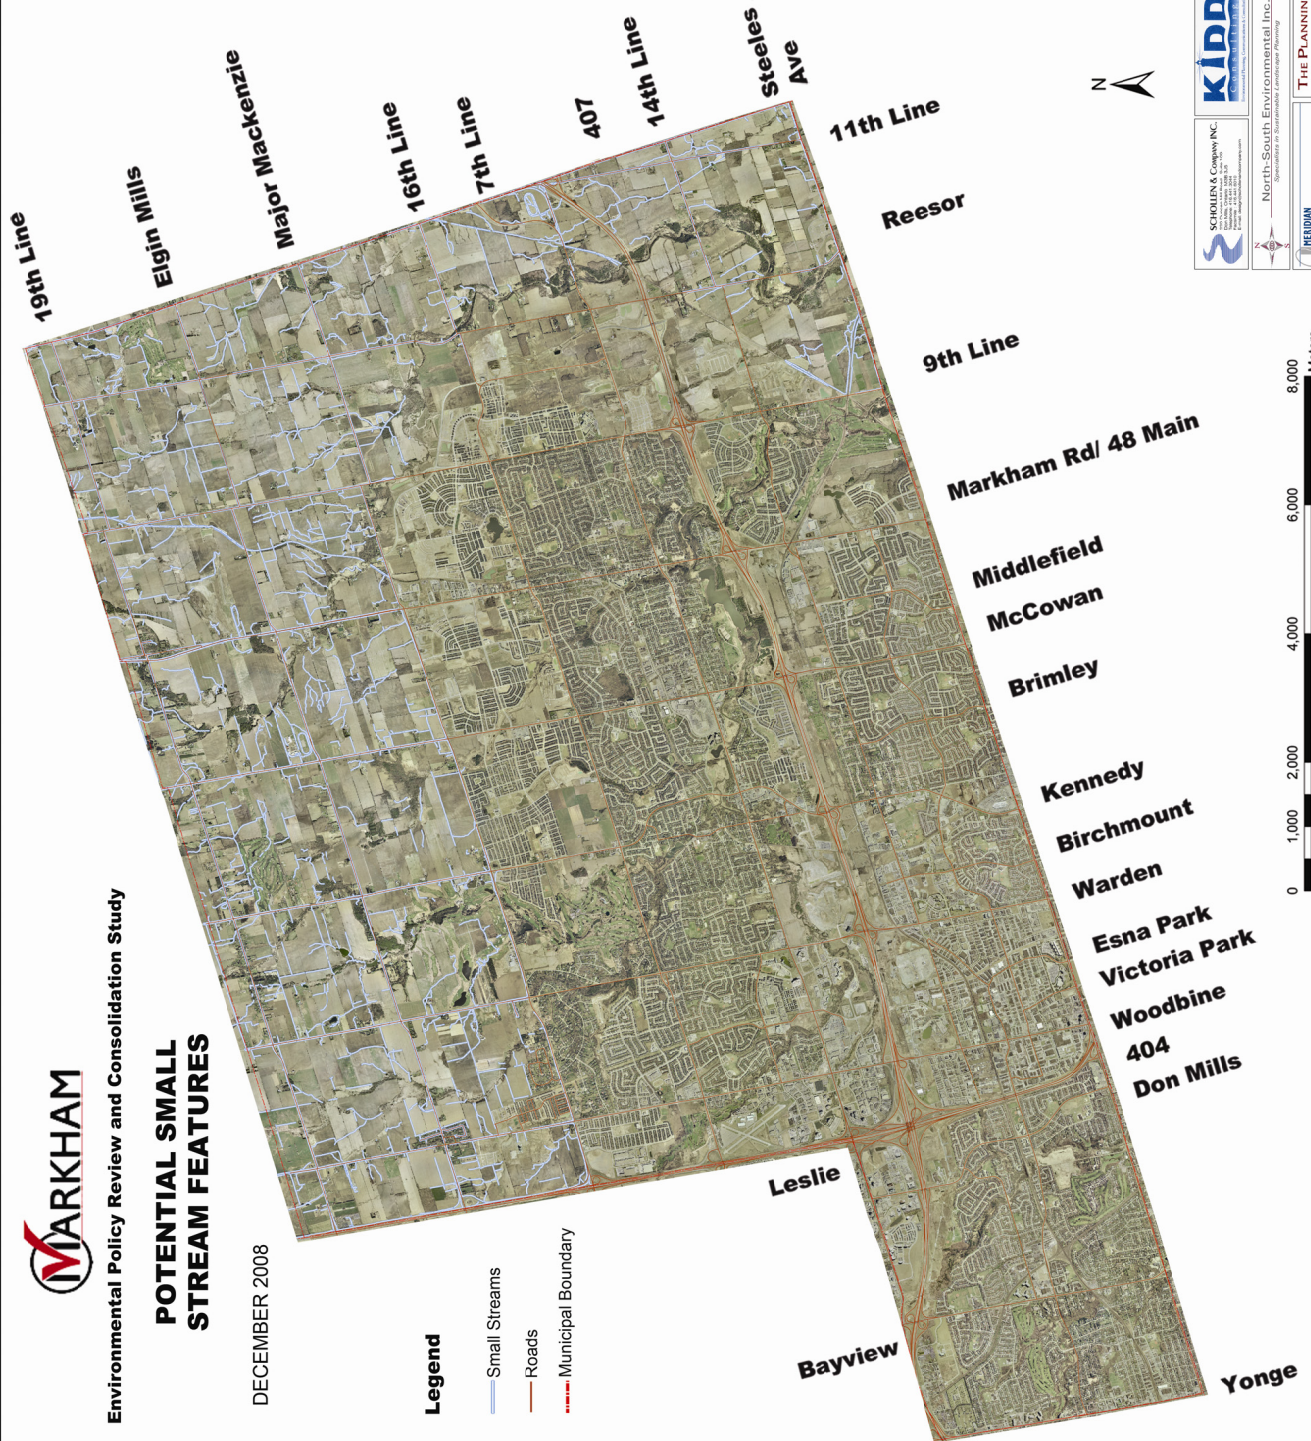 MARKHAM
Environmental Policy Review and Consolidation Study
POTENTIAL SMALL
STREAM FEATURES
DECEMBER 2008
Legend
Small Streams
Roads
Municipal Boundary
19th Line
Elgin Mills
Major Mackenzie
16th Line
7th Line
407
14th Line
Steeles
Ave
11th Line
Reesor
9th Line
Markham Rd/ 48 Main
Middlefield
McCowan
Brimley
Kennedy
Birchmount
Warden
Esna Park
Victoria Park
Woodbine
404
Don Mills
Leslie
Bayview
Yonge
N
0 1,000 2,000 4,000 6,000 8,000
SCHOLLEN & Company INC.
KIDD
Consulting
North-South Environmental Inc.
Specialists in Sustainable Landscape Planning
N
S
MERIDIAN
THE PLANNIN